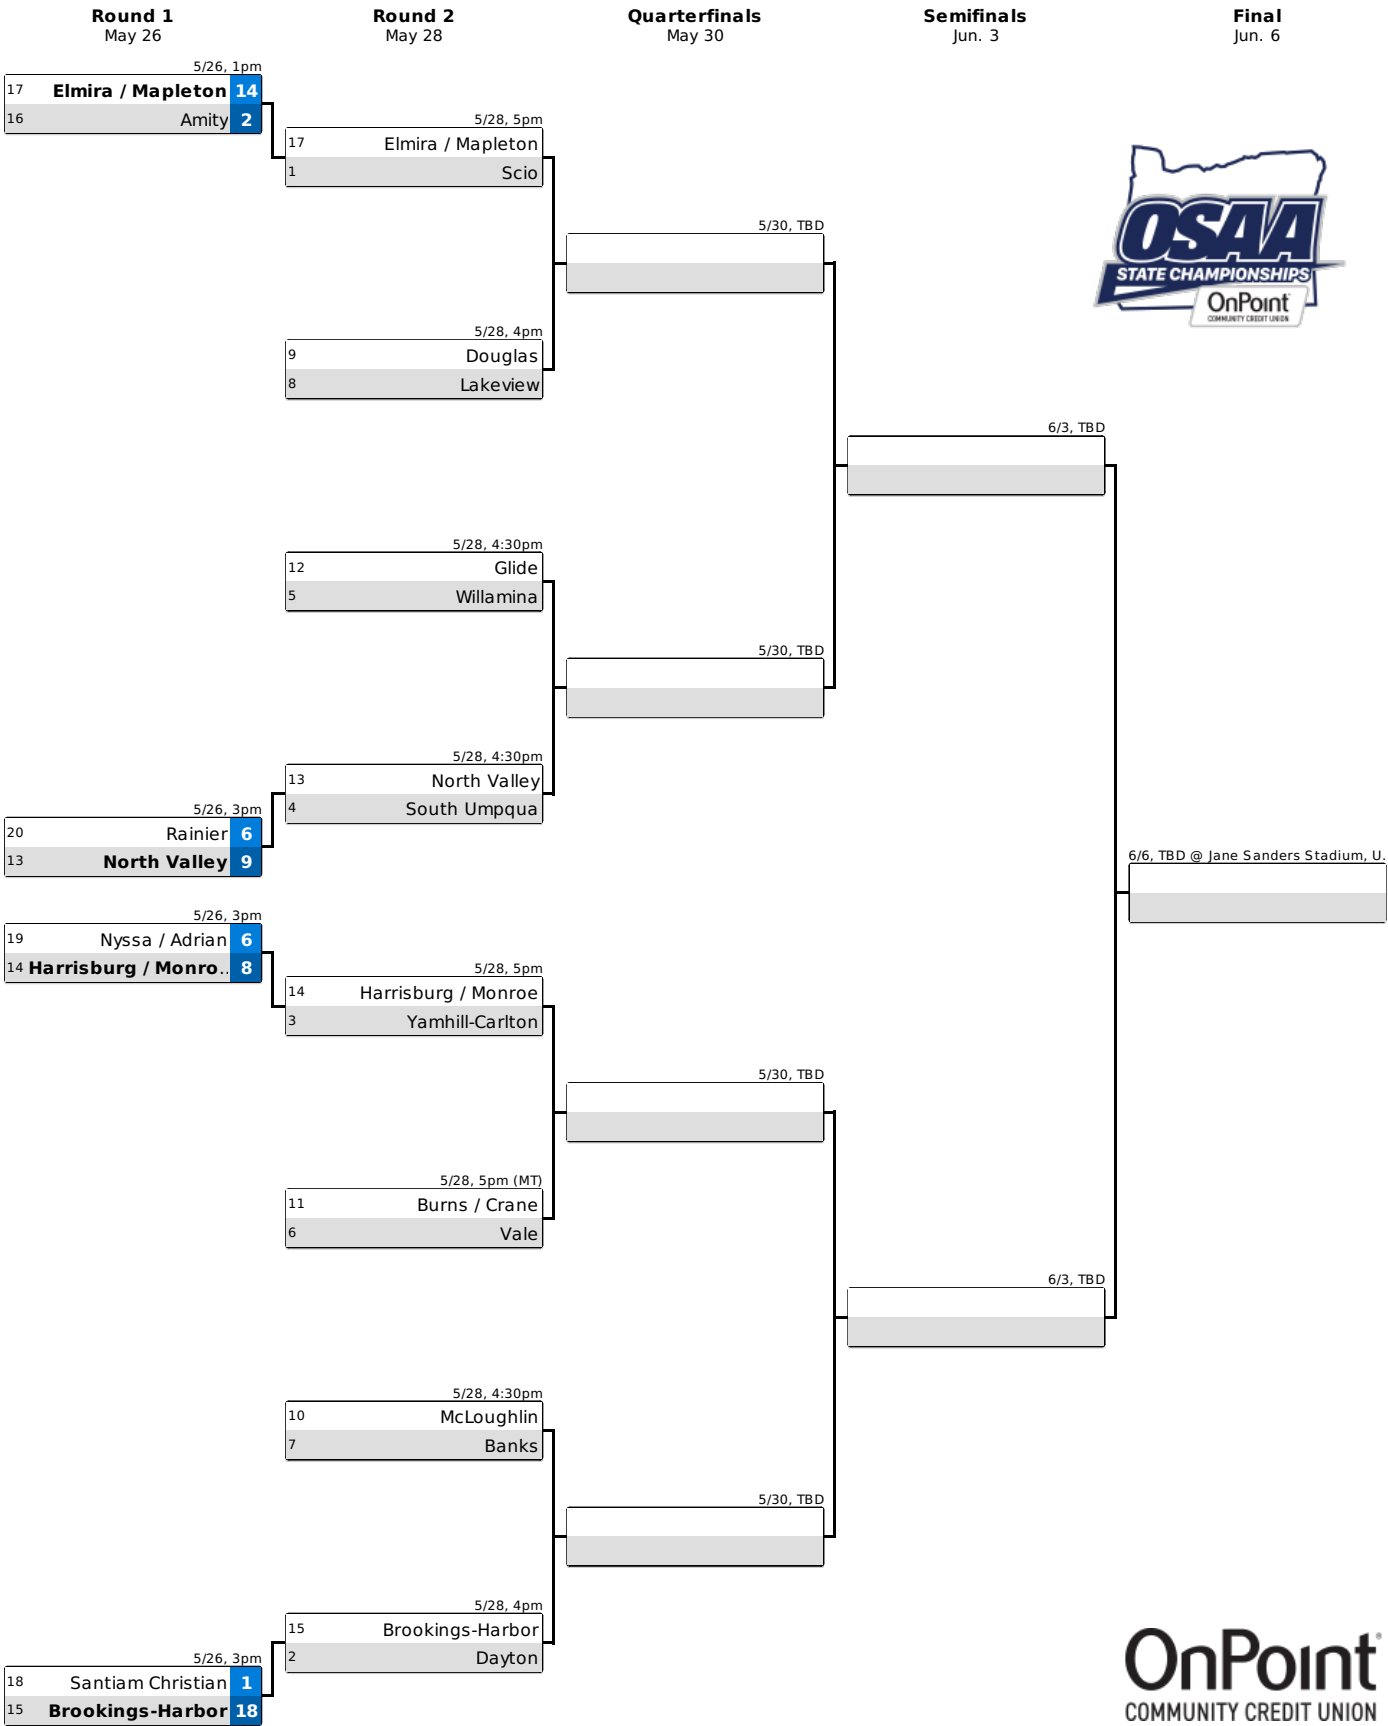 Round 1
May 26
Round 2
May 28
Quarterfinals
May 30
Semifinals
Jun. 3
Final
Jun. 6
5/26, 1pm
17 Elmira / Mapleton 14
16 Amity 2
5/28, 5pm
17 Elmira / Mapleton
1 Scio
5/30, TBD
OSAA
STATE CHAMPIONSHIPS
OnPoint
COMMUNITY CREDIT UNION
5/28, 4pm
9 Douglas
8 Lakeview
6/3, TBD
5/28, 4:30pm
12 Glide
5 Willamina
5/30, TBD
5/28, 4:30pm
13 North Valley
4 South Umpqua
5/26, 3pm
20 Rainier 6
13 North Valley 9
6/6, TBD @ Jane Sanders Stadium, U.
5/26, 3pm
19 Nyssa / Adrian 6
14 Harrisburg / Monro.. 8
5/28, 5pm
14 Harrisburg / Monroe
3 Yamhill-Carlton
5/30, TBD
5/28, 5pm (MT)
11 Burns / Crane
6 Vale
6/3, TBD
5/28, 4:30pm
10 McLoughlin
7 Banks
5/30, TBD
5/28, 4pm
15 Brookings-Harbor
2 Dayton
5/26, 3pm
18 Santiam Christian 1
15 Brookings-Harbor 18
OnPoint®
COMMUNITY CREDIT UNION